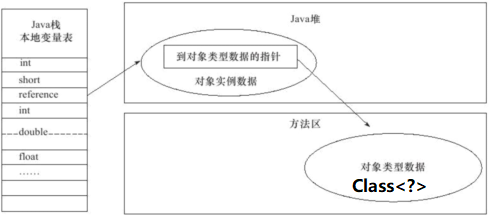 Java栈
本地变量表
int
short
reference
int
double
float
……
Java堆
到对象类型数据的指针
对象实例数据
方法区
对象类型数据
Class<?>